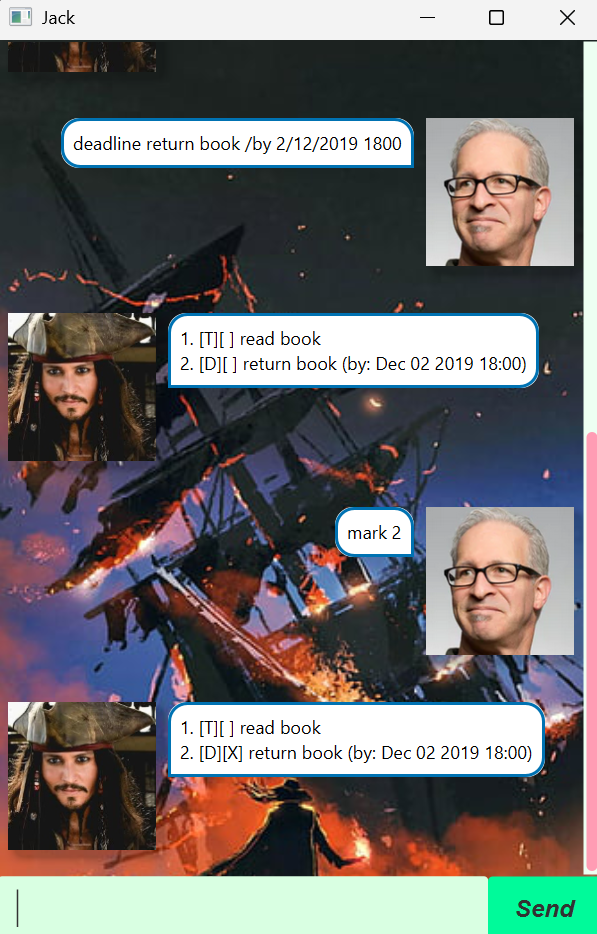 Jack
deadline return book /by 2/12/2019 1800
1. [T][ ] read book
2. [D][ ] return book (by: Dec 02 2019 18:00)
mark 2
1. [T][ ] read book
2. [D][X] return book (by: Dec 02 2019 18:00)
Send